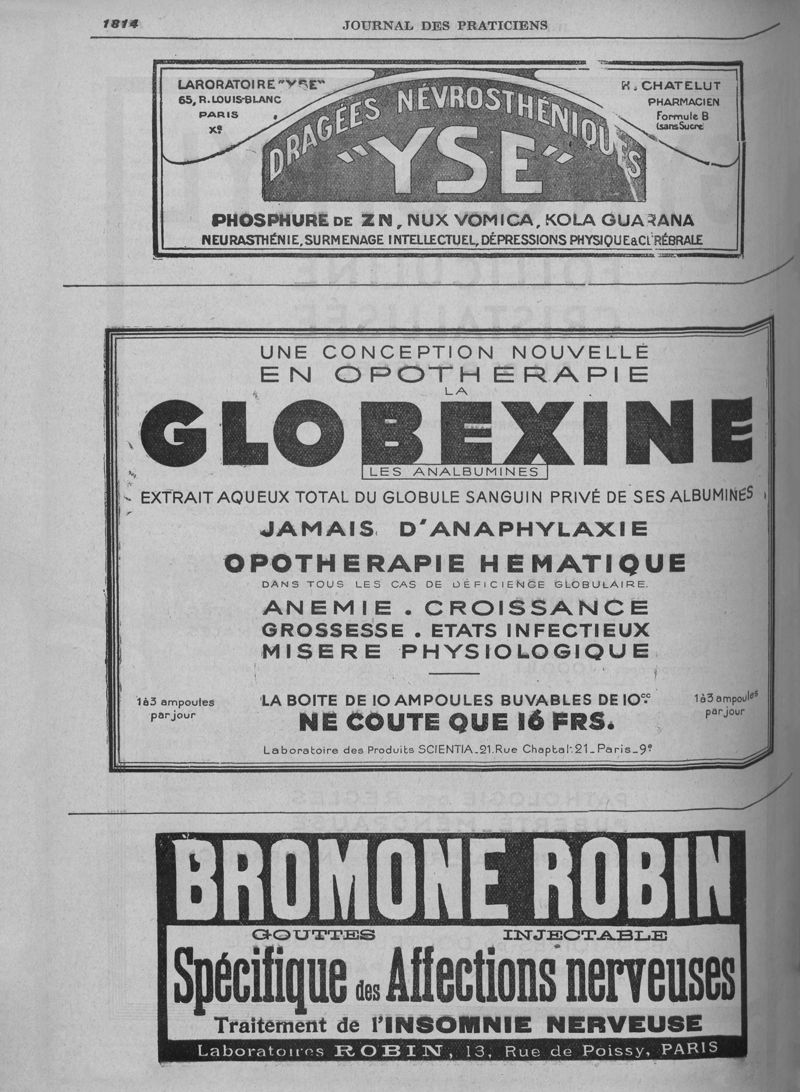 1814
JOURNAL DES PRATICIENS
LARORATOIRE "YSE"
65, R. LOUIS-BLANC
PARIS
Xº
H. CHATELUT
PHARMACIEN
Formule B
(sans Sucre)
DRAGÉES NÉVROSTHÉNIQUES
"YSE"
PHOSPHURE DE ZN, NUX VOMICA, KOLA GUARANA
NEURASTHÉNIE, SURMENAGE INTELLECTUEL, DÉPRESSIONS PHYSIQUE & CÉRÉBRALE
UNE CONCEPTION NOUVELLE
EN OPOTHERAPIE
LA
GLOBEXINE
LES ANALBUMINES
EXTRAIT AQUEUX TOTAL DU GLOBULE SANGUIN PRIVÉ DE SES ALBUMINES
JAMAIS D'ANAPHYLAXIE
OPOTHERAPIE HEMATIQUE
DANS TOUS LES CAS DE DÉFICIENCE GLOBULAIRE.
ANEMIE . CROISSANCE
GROSSESSE . ETATS INFECTIEUX
MISERE PHYSIOLOGIQUE
1à3 ampoules
par jour
LA BOITE DE 10 AMPOULES BUVABLES DE 10cc
NE COUTE QUE 16 FRS.
1à3 ampoules
par jour
Laboratoire des Produits SCIENTIA_21.Rue Chaptal.21_Paris_9e
BROMONE ROBIN
GOUTTES INJECTABLE
Spécifique des Affections nerveuses
Traitement de l'INSOMNIE NERVEUSE
Laboratoires ROBIN, 13, Rue de Poissy, PARIS